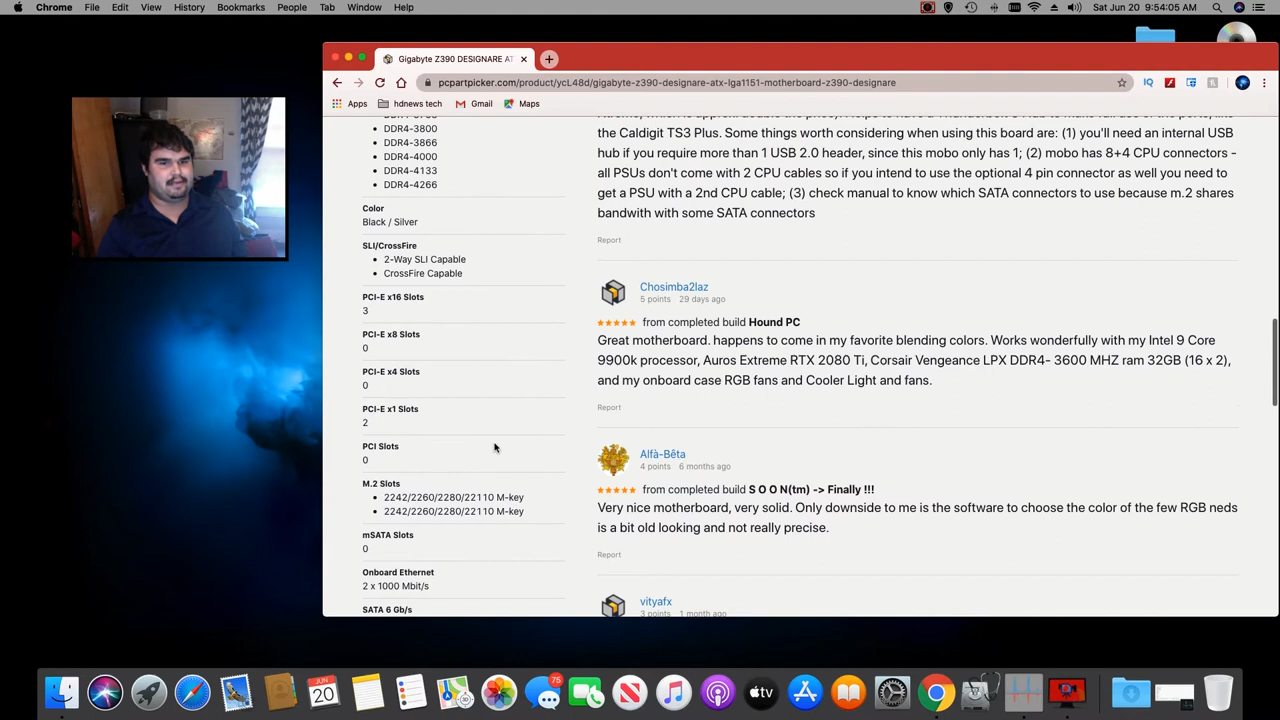 Chrome File Edit View History Bookmarks People Tab Window Help Sat Jun 20 9:54:05 AM
Gigabyte Z390 DESIGNARE AT
pcpartpicker.com/product/ycL48d/gigabyte-z390-designare-atx-lga1151-motherboard-z390-designare
Apps hdnews tech Gmail Maps
DDR4-3800
DDR4-3866
DDR4-4000
DDR4-4133
DDR4-4266
Color
Black / Silver
SLI/CrossFire
2-Way SLI Capable
CrossFire Capable
PCI-E x16 Slots
3
PCI-E x8 Slots
0
PCI-E x4 Slots
0
PCI-E x1 Slots
2
PCI Slots
0
M.2 Slots
2242/2260/2280/22110 M-key
2242/2260/2280/22110 M-key
mSATA Slots
0
Onboard Ethernet
2 x 1000 Mbit/s
SATA 6 Gb/s
the Caldigit TS3 Plus. Some things worth considering when using this board are: (1) you'll need an internal USB
hub if you require more than 1 USB 2.0 header, since this mobo only has 1; (2) mobo has 8+4 CPU connectors -
all PSUs don't come with 2 CPU cables so if you intend to use the optional 4 pin connector as well you need to
get a PSU with a 2nd CPU cable; (3) check manual to know which SATA connectors to use because m.2 shares
bandwith with some SATA connectors
Report
Chosimba2laz
5 points 29 days ago
from completed build Hound PC
Great motherboard. happens to come in my favorite blending colors. Works wonderfully with my Intel 9 Core
9900k processor, Auros Extreme RTX 2080 Ti, Corsair Vengeance LPX DDR4- 3600 MHZ ram 32GB (16 x 2),
and my onboard case RGB fans and Cooler Light and fans.
Report
Alfà-Bêta
4 points 6 months ago
from completed build S O O N(tm) -> Finally !!!
Very nice motherboard, very solid. Only downside to me is the software to choose the color of the few RGB neds
is a bit old looking and not really precise.
Report
vityafx
3 points 1 month ago
JUN
20
75
tv